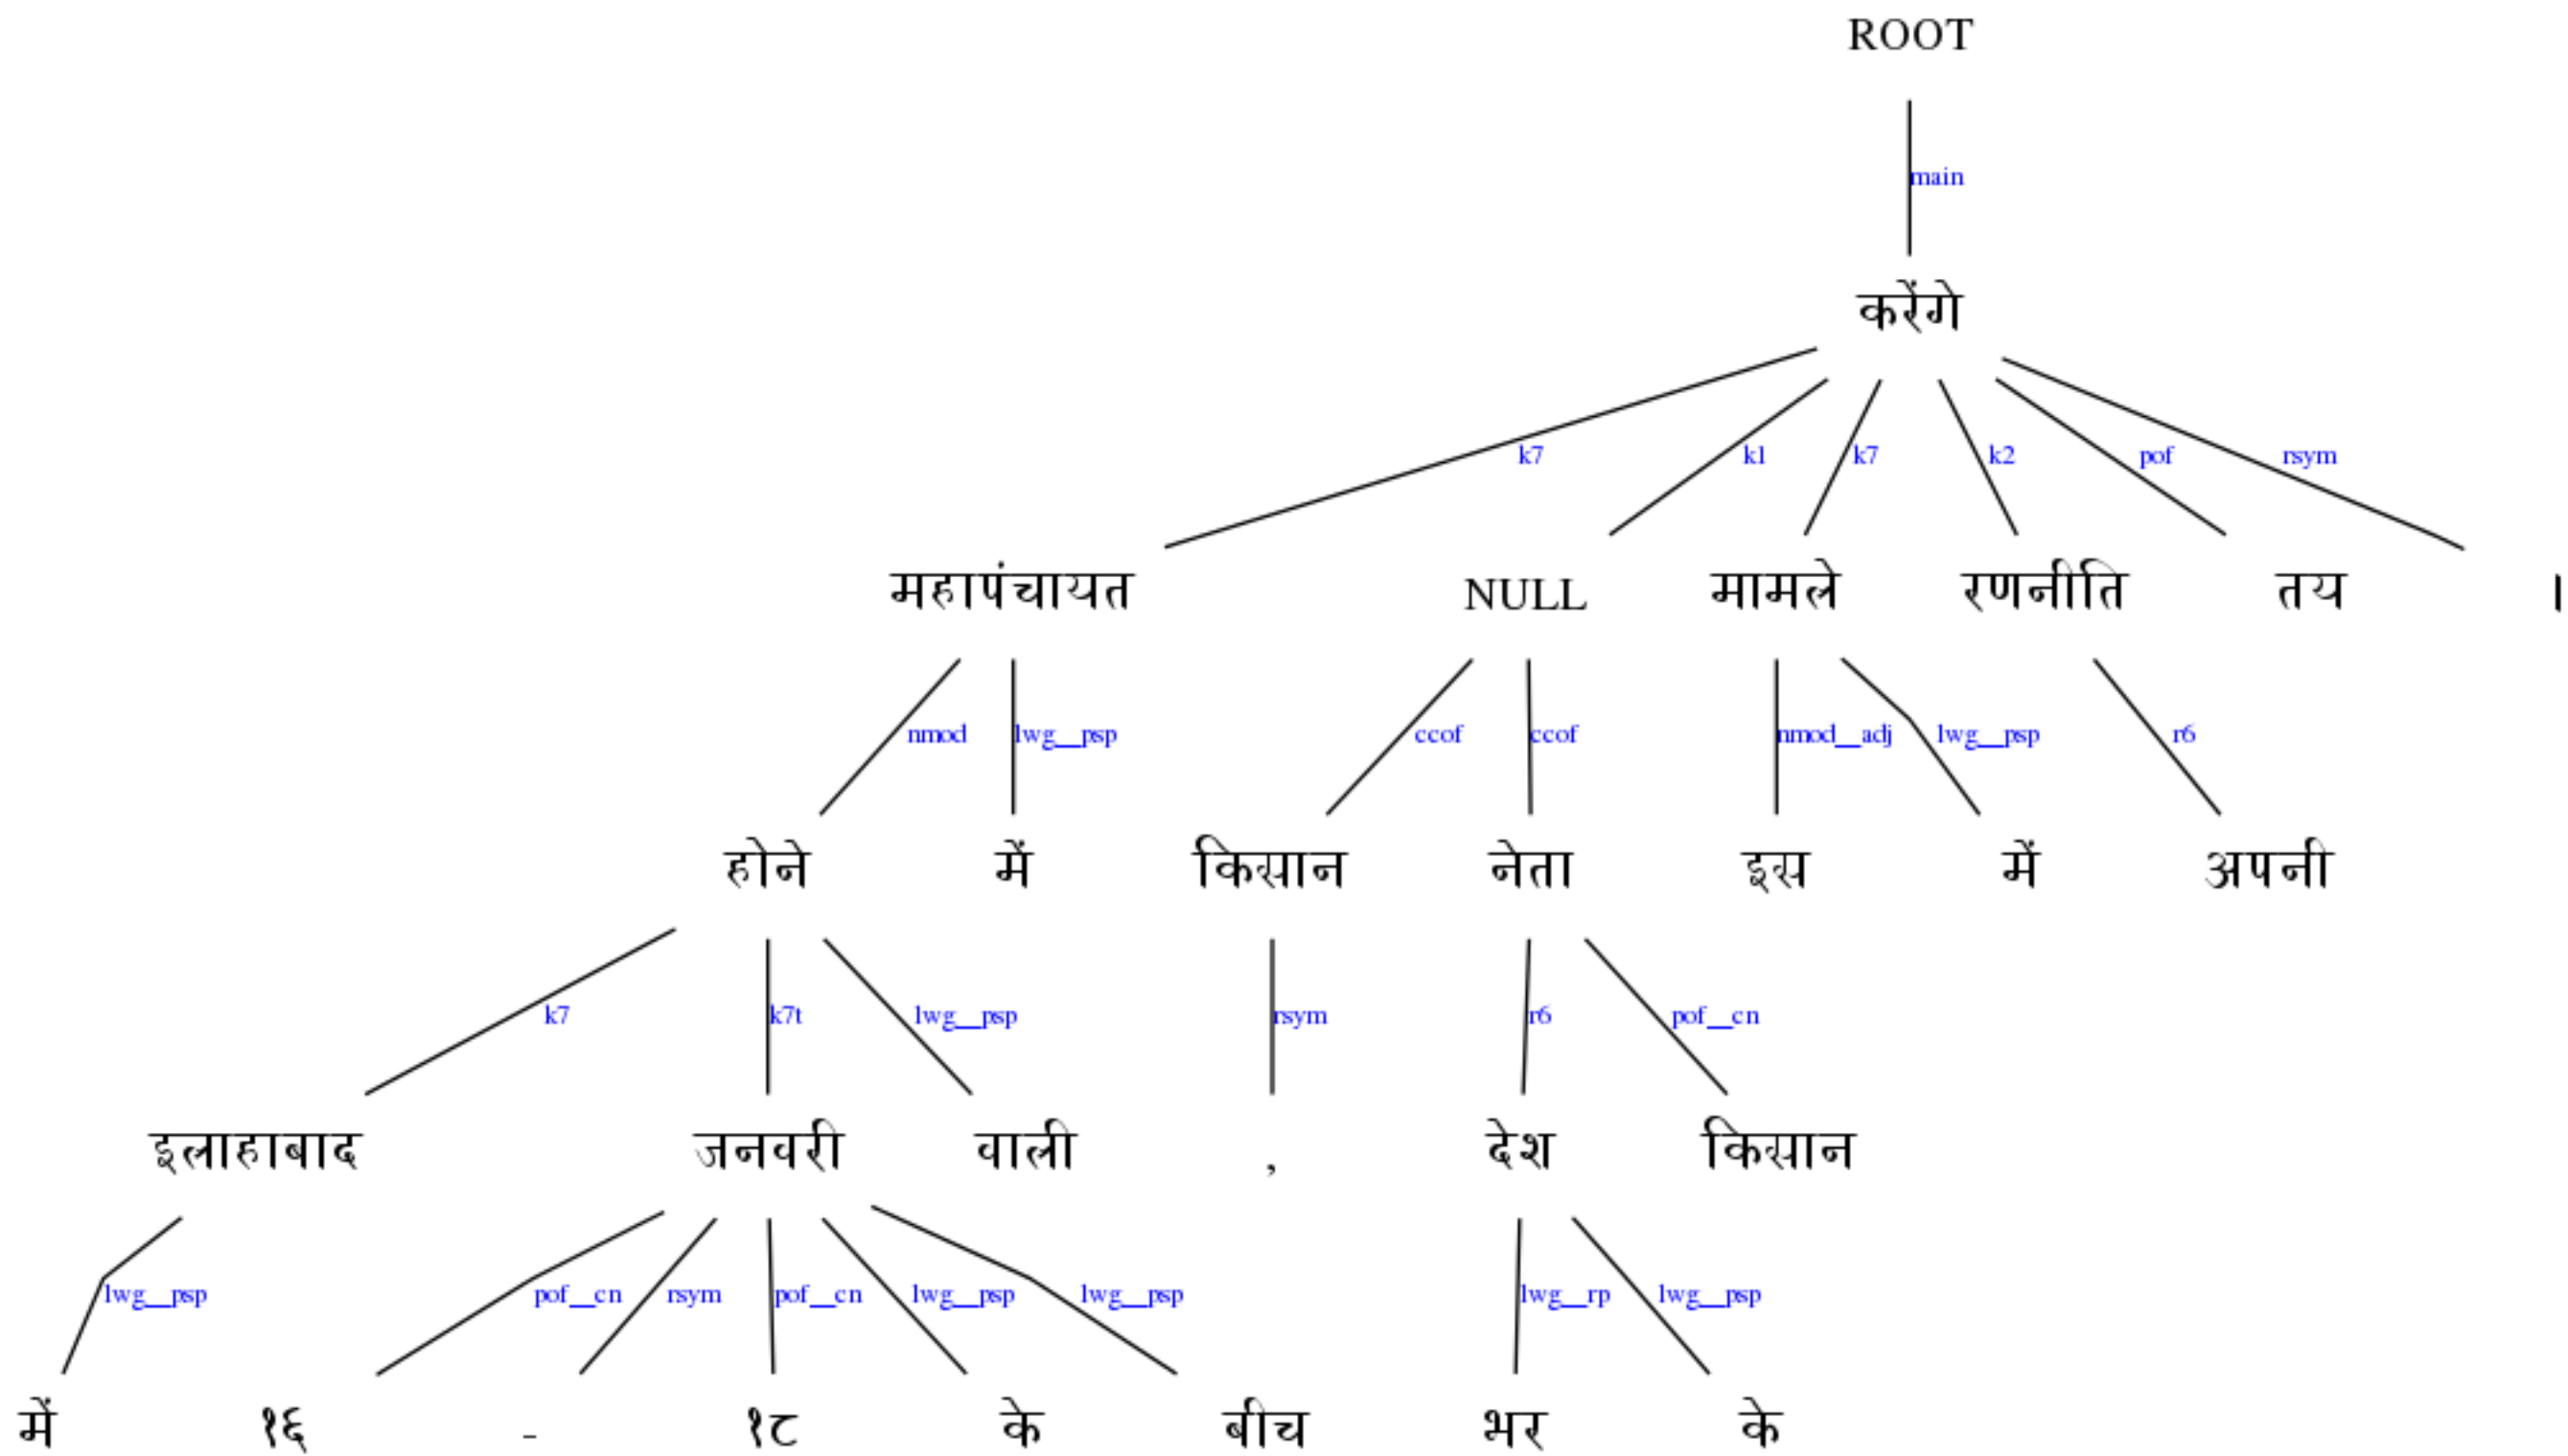 ROOT
main
करेंगे
k7 k1 k7 k2 pof rsym
महापंचायत NULL मामले रणनीति तय ।
nmod lwg__psp ccof ccof nmod__adj lwg__psp r6
होने में किसान नेता इस में अपनी
k7 k7t lwg__psp rsym r6 pof__cn
इलाहाबाद जनवरी वाली , देश किसान
lwg__psp pof__cn rsym pof__cn lwg__psp lwg__psp lwg__rp lwg__psp
में १६ - १८ के बीच भर के